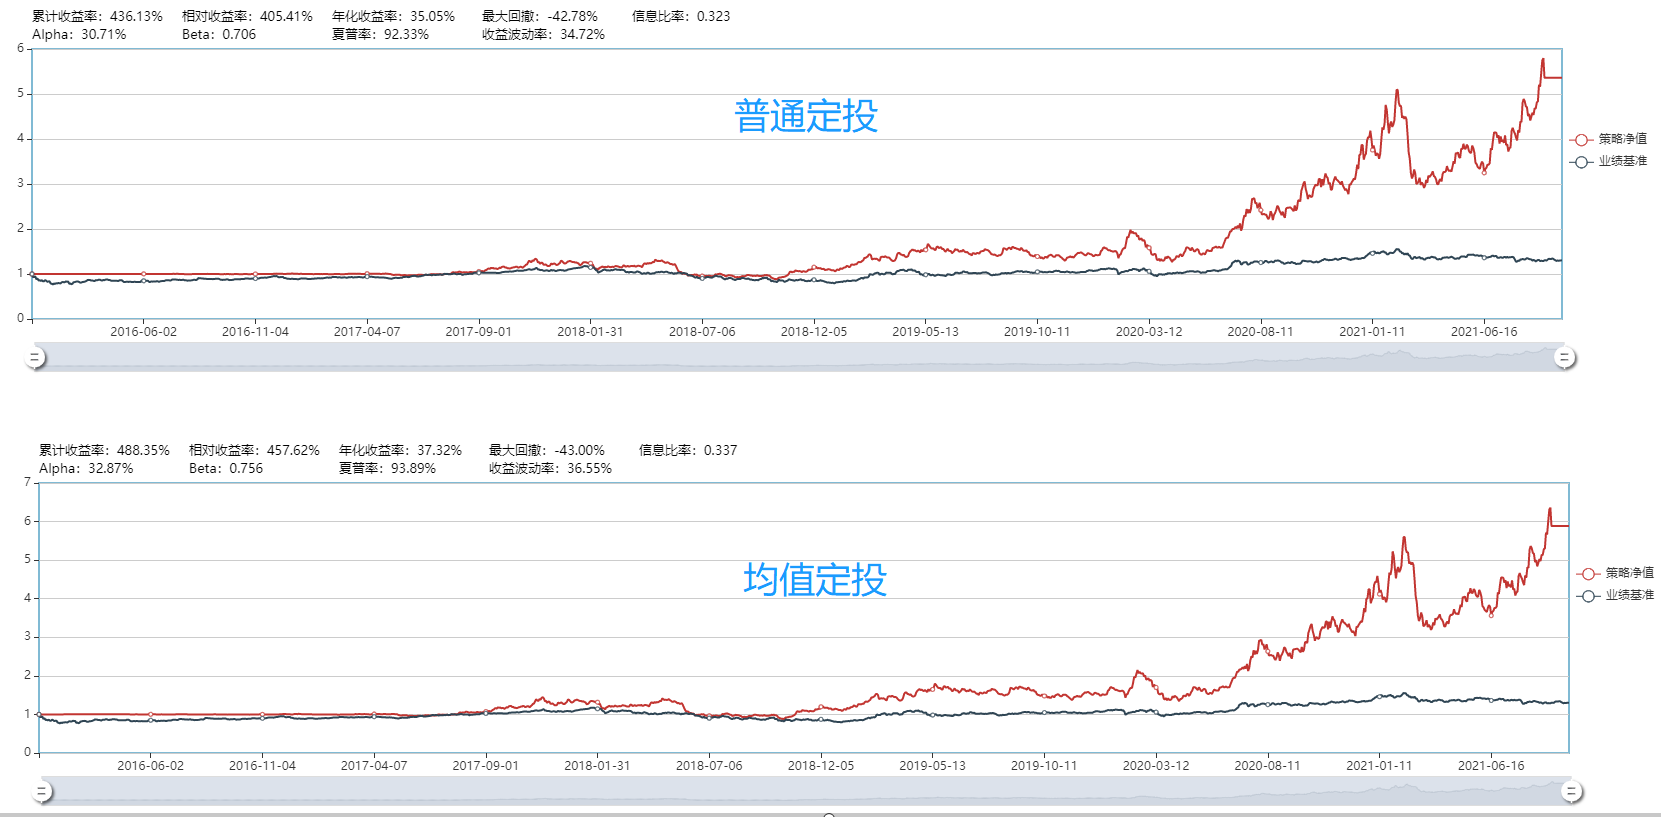 累计收益率：436.13% 相对收益率：405.41% 年化收益率：35.05% 最大回撤：-42.78% 信息比率：0.323
Alpha：30.71% Beta：0.706 夏普率：92.33% 收益波动率：34.72%
普通定投
6
5
4
3
2
1
0
策略净值
业绩基准
2016-06-02 2016-11-04 2017-04-07 2017-09-01 2018-01-31 2018-07-06 2018-12-05 2019-05-13 2019-10-11 2020-03-12 2020-08-11 2021-01-11 2021-06-16
累计收益率：488.35% 相对收益率：457.62% 年化收益率：37.32% 最大回撤：-43.00% 信息比率：0.337
Alpha：32.87% Beta：0.756 夏普率：93.89% 收益波动率：36.55%
均值定投
7
6
5
4
3
2
1
0
策略净值
业绩基准
2016-06-02 2016-11-04 2017-04-07 2017-09-01 2018-01-31 2018-07-06 2018-12-05 2019-05-13 2019-10-11 2020-03-12 2020-08-11 2021-01-11 2021-06-16